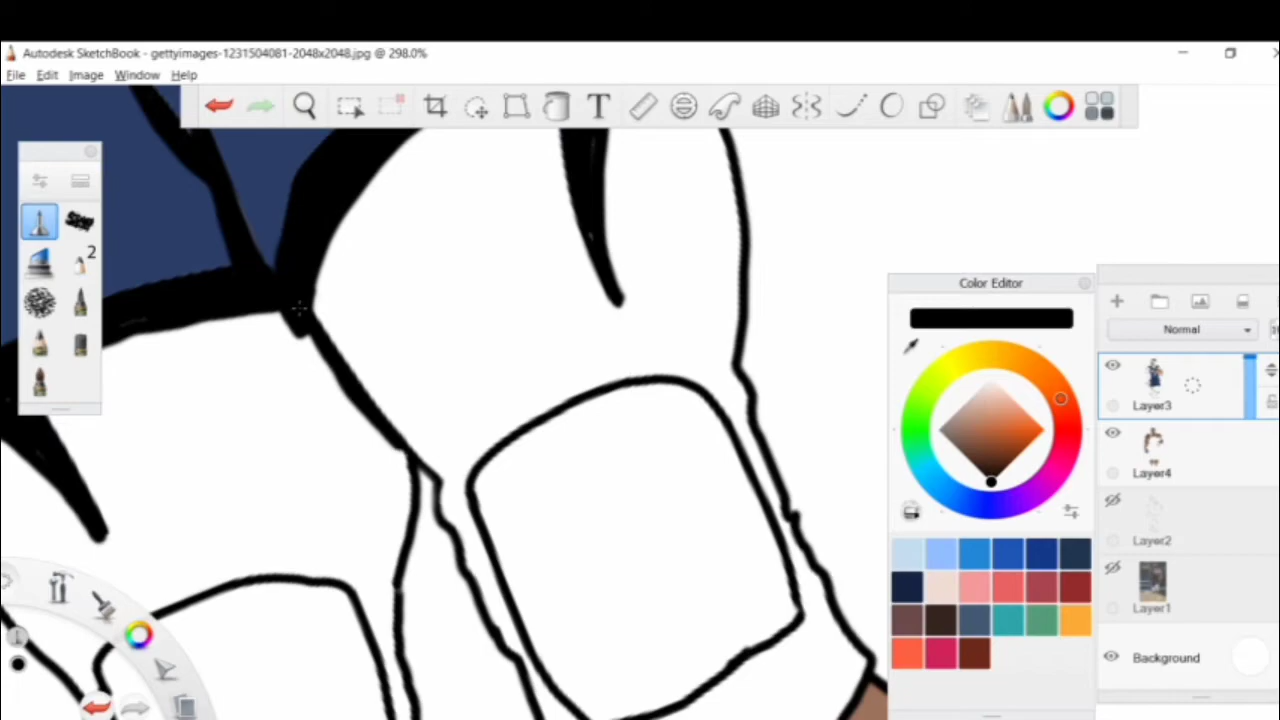 Autodesk SketchBook - gettyimages-1231504081-2048x2048.jpg @ 298.0%
File Edit Image Window Help
T
2
Color Editor
Normal
Layer3
Layer4
Layer2
Layer1
Background